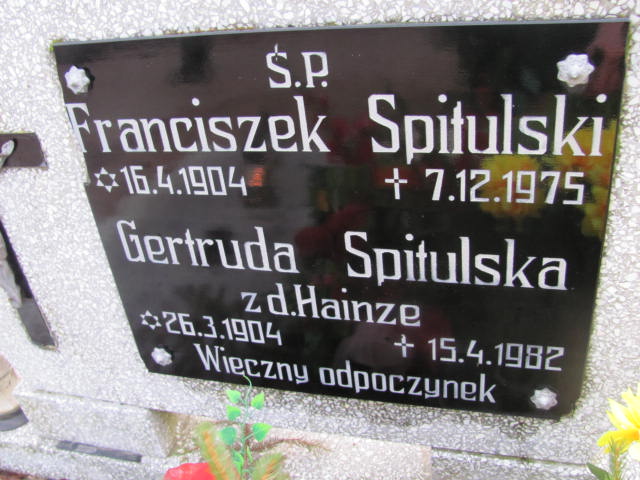 Ś.P.
Franciszek Spitulski
✡ 16.4.1904 ✝ 7.12.1975
Gertruda Spitulska
z d. Hainze
✡ 26.3.1904 ✝ 15.4.1982
Wieczny odpoczynek